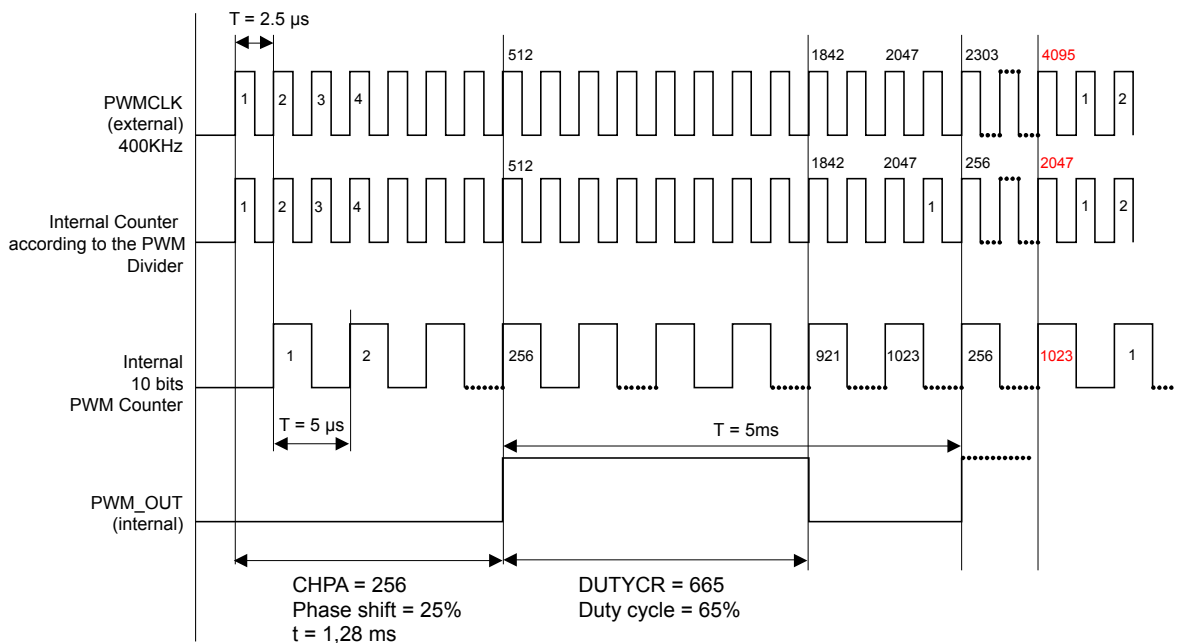 T = 2.5 µs
512 1842 2047 2303 4095
PWMCLK
(external)
400KHz
1 2 3 4 1 2
512 1842 2047 256 2047
Internal Counter
according to the PWM
Divider
1 2 3 4 1 1 2
Internal
10 bits
PWM Counter
1 2 256 921 1023 256 1023 1
T = 5 µs
T = 5ms
PWM_OUT
(internal)
CHPA = 256
Phase shift = 25%
t = 1,28 ms
DUTYCR = 665
Duty cycle = 65%